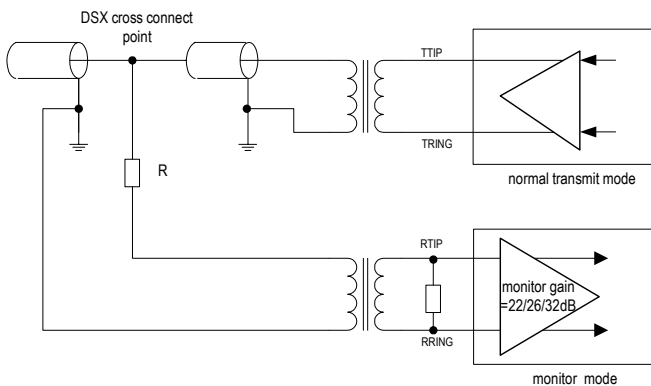 DSX cross connect
point
TTIP
TRING
normal transmit mode
R
RTIP
monitor gain
=22/26/32dB
RRING
monitor mode